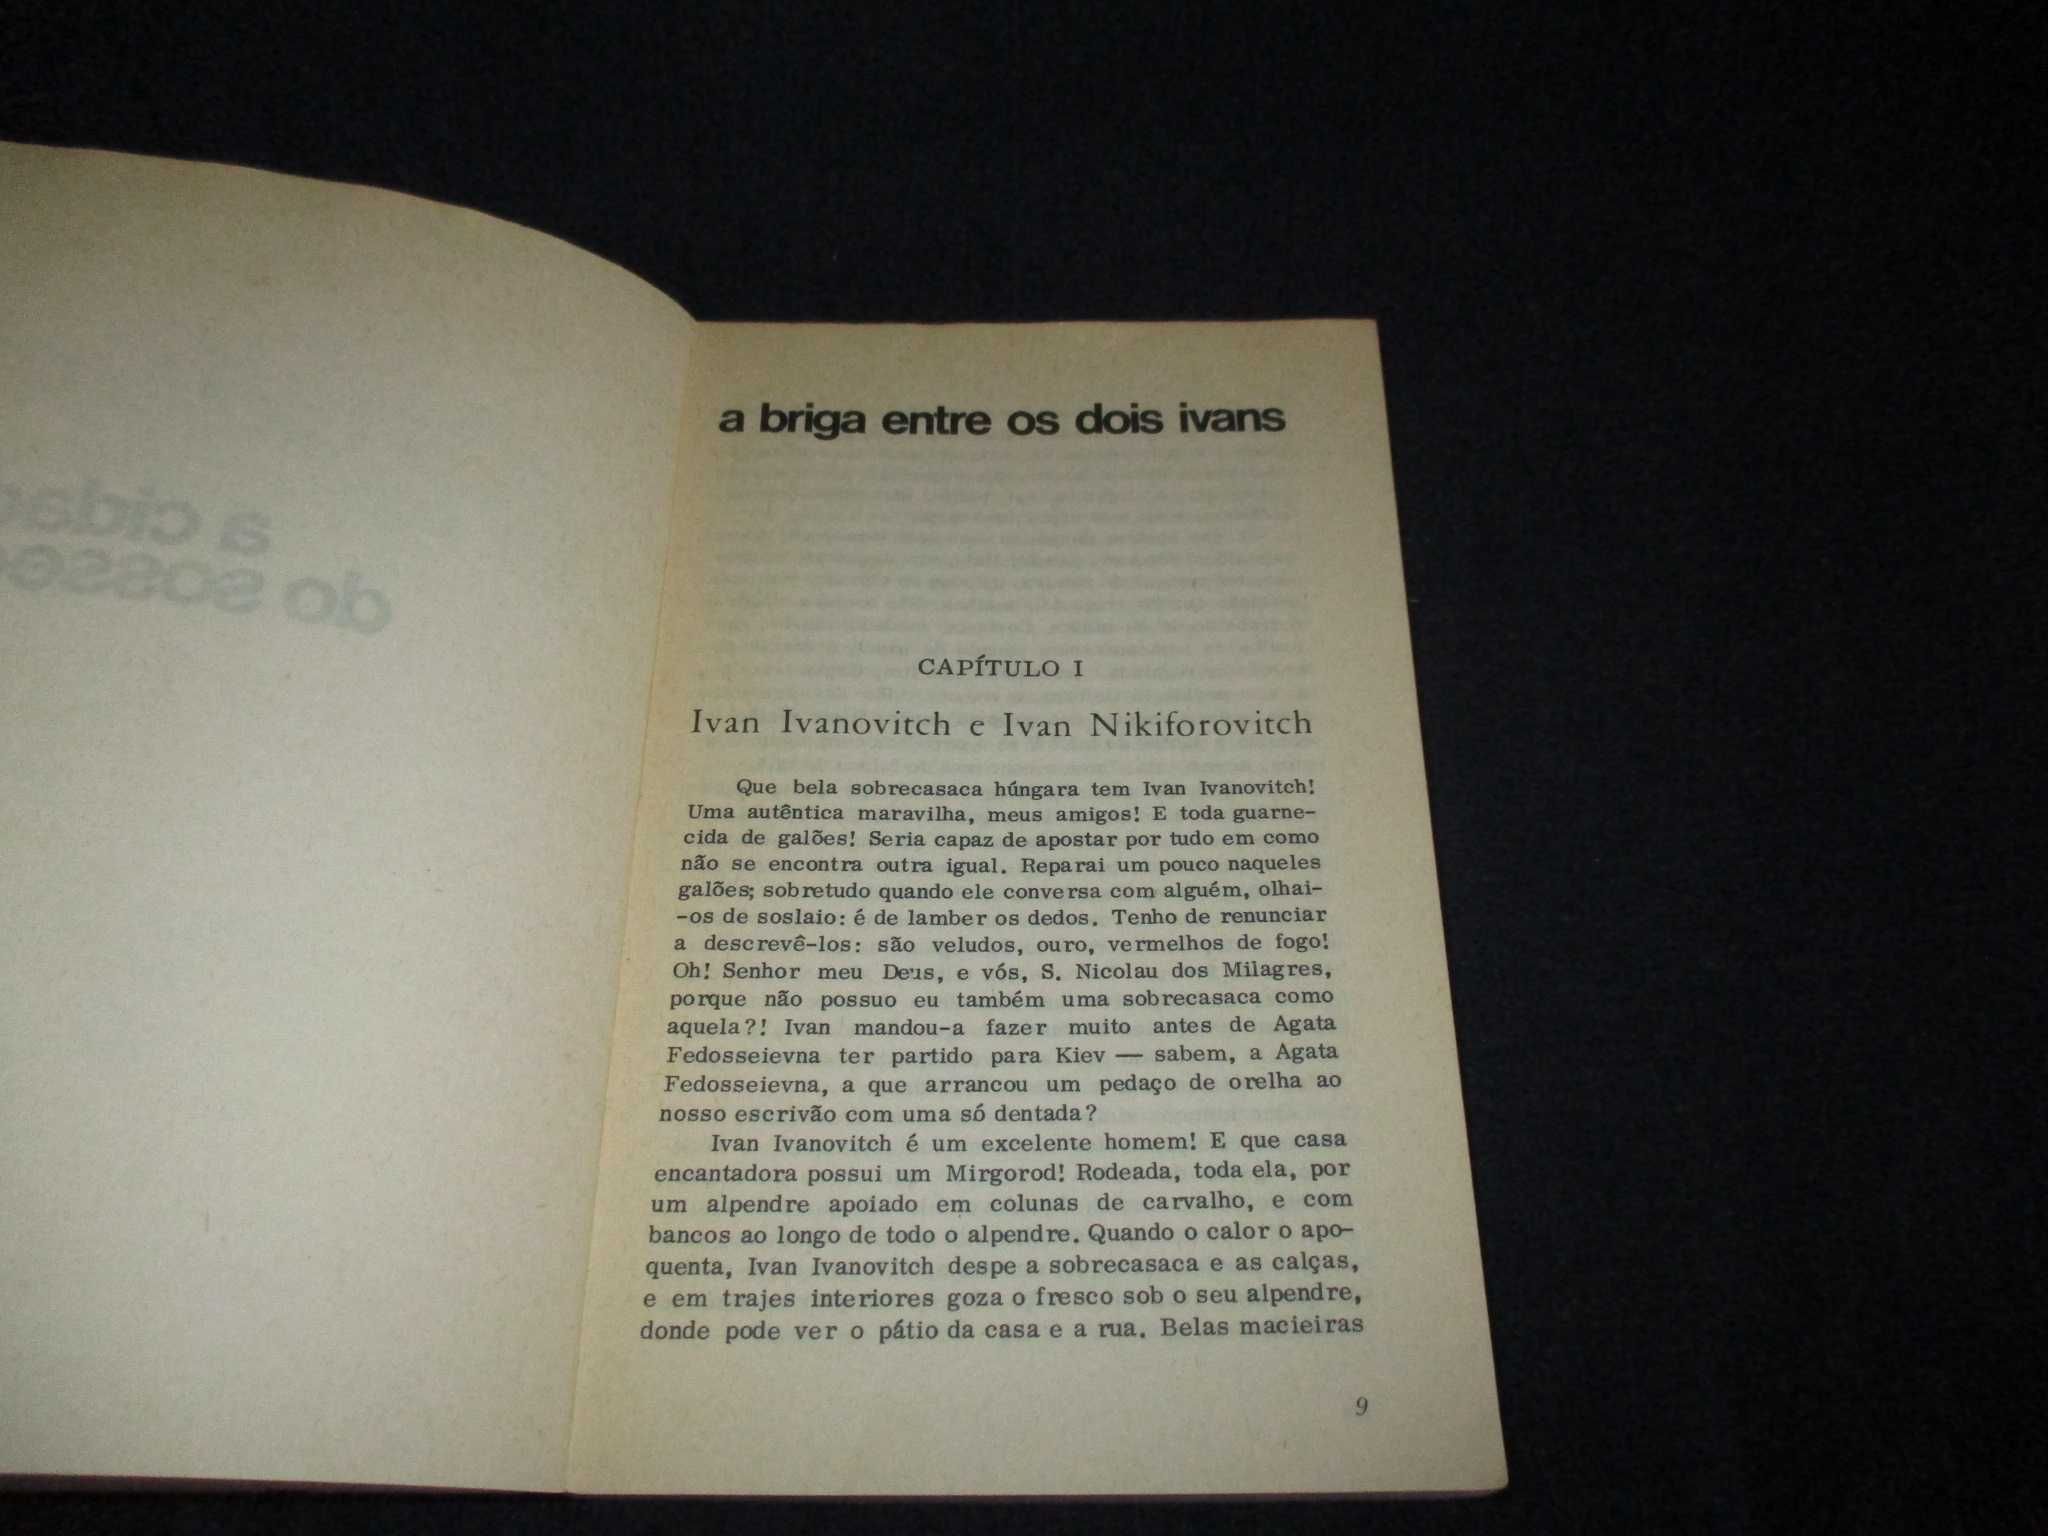 a briga entre os dois ivans
CAPÍTULO I
Ivan Ivanovitch e Ivan Nikiforovitch
Que bela sobrecasaca húngara tem Ivan Ivanovitch!
Uma autêntica maravilha, meus amigos! E toda guarne-
cida de galões! Seria capaz de apostar por tudo em como
não se encontra outra igual. Reparai um pouco naqueles
galões; sobretudo quando ele conversa com alguém, olhai-
-os de soslaio: é de lamber os dedos. Tenho de renunciar
a descrevê-los: são veludos, ouro, vermelhos de fogo!
Oh! Senhor meu Deus, e vós, S. Nicolau dos Milagres,
porque não possuo eu também uma sobrecasaca como
aquela?! Ivan mandou-a fazer muito antes de Agata
Fedosseievna ter partido para Kiev — sabem, a Agata
Fedosseievna, a que arrancou um pedaço de orelha ao
nosso escrivão com uma só dentada?
Ivan Ivanovitch é um excelente homem! E que casa
encantadora possui um Mirgorod! Rodeada, toda ela, por
um alpendre apoiado em colunas de carvalho, e com
bancos ao longo de todo o alpendre. Quando o calor o apo-
quenta, Ivan Ivanovitch despe a sobrecasaca e as calças,
e em trajes interiores goza o fresco sob o seu alpendre,
donde pode ver o pátio da casa e a rua. Belas macieiras
9